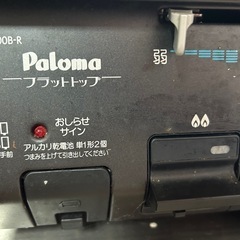 00B-R
Paloma
フラットトップ
おしらせ
サイン
手前
アルカリ乾電池 単1形2個
つまみを上げて引き出してください